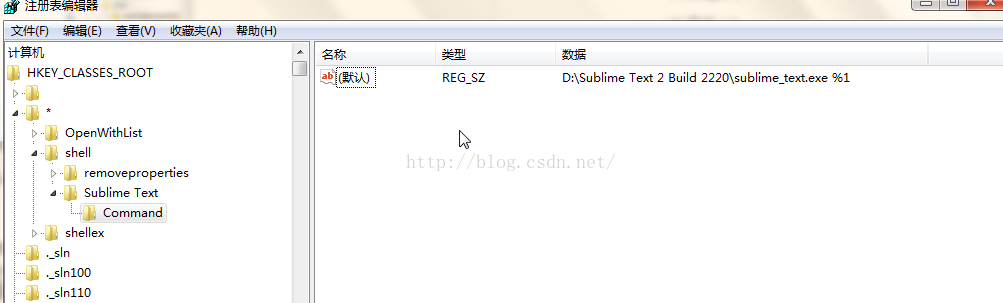 注册表编辑器
文件(F) 编辑(E) 查看(V) 收藏夹(A) 帮助(H)
计算机
HKEY_CLASSES_ROOT
*
OpenWithList
shell
removeproperties
Sublime Text
Command
shellex
._sln
._sln100
._sln110
名称 类型 数据
ab (默认) REG_SZ D:\Sublime Text 2 Build 2220\sublime_text.exe %1
http://blog.csdn.net/